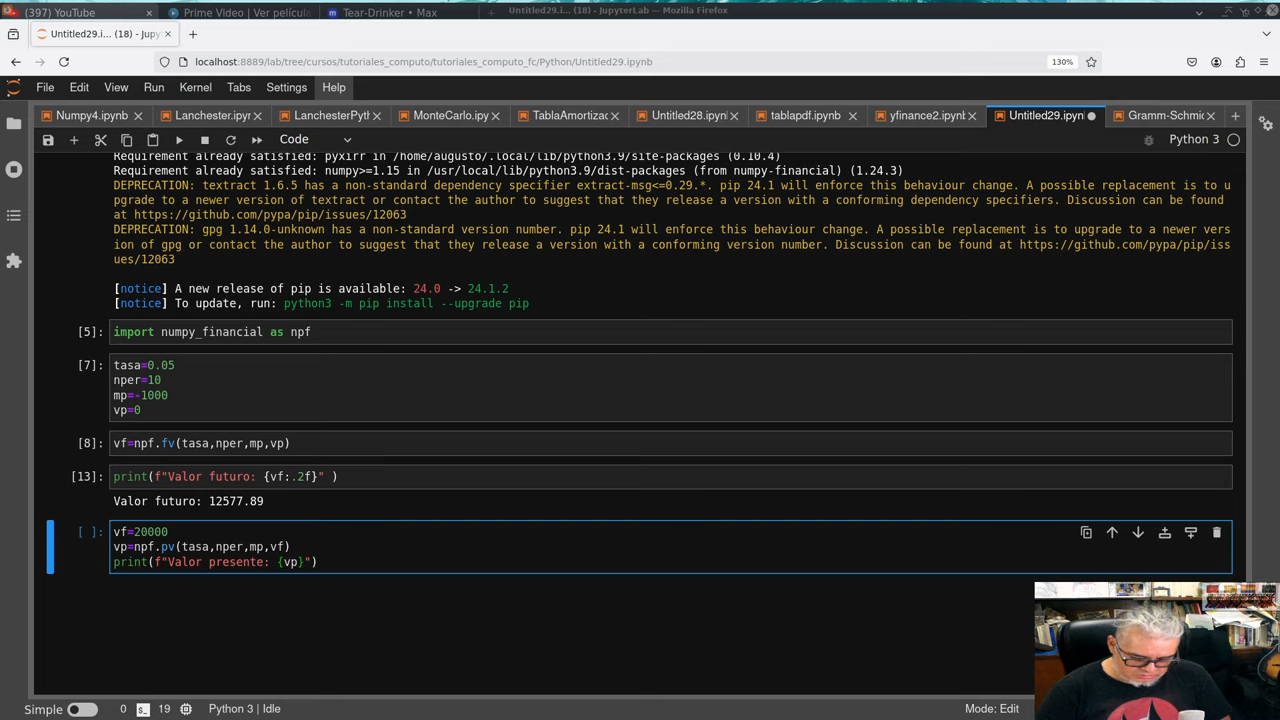 (397) YouTube
Prime Video | Ver pelícu
Tear-Drinker • Max
Untitled29.i... (18) - JupyterLab — Mozilla Firefox
Untitled29.i... (18) - Jupy
localhost:8889/lab/tree/cursos/tutoriales_computo/tutoriales_computo_fc/Python/Untitled29.ipynb
130%
File Edit View Run Kernel Tabs Settings Help
Numpy4.ipynb
Lanchester.ipyr
LanchesterPytl
MonteCarlo.ipy
TablaAmortizac
Untitled28.ipynl
tablapdf.ipynb
yfinance2.ipynb
Untitled29.ipynl
Gramm-Schmic
Code
Python 3
Requirement already satisfied: pyxirr in /home/augusto/.local/lib/python3.9/site-packages (0.10.4)
Requirement already satisfied: numpy>=1.15 in /usr/local/lib/python3.9/dist-packages (from numpy-financial) (1.24.3)
DEPRECATION: textract 1.6.5 has a non-standard dependency specifier extract-msg<=0.29.*. pip 24.1 will enforce this behaviour change. A possible replacement is to u
pgrade to a newer version of textract or contact the author to suggest that they release a version with a conforming dependency specifiers. Discussion can be found
at https://github.com/pypa/pip/issues/12063
DEPRECATION: gpg 1.14.0-unknown has a non-standard version number. pip 24.1 will enforce this behaviour change. A possible replacement is to upgrade to a newer vers
ion of gpg or contact the author to suggest that they release a version with a conforming version number. Discussion can be found at https://github.com/pypa/pip/iss
ues/12063
[notice] A new release of pip is available: 24.0 -> 24.1.2
[notice] To update, run: python3 -m pip install --upgrade pip
[5]: import numpy_financial as npf
[7]: tasa=0.05
nper=10
mp=-1000
vp=0
[8]: vf=npf.fv(tasa,nper,mp,vp)
[13]: print(f"Valor futuro: {vf:.2f}" )
Valor futuro: 12577.89
[ ]: vf=20000
vp=npf.pv(tasa,nper,mp,vf)
print(f"Valor presente: {vp}")
Simple 0 19 Python 3 | Idle
Mode: Edit